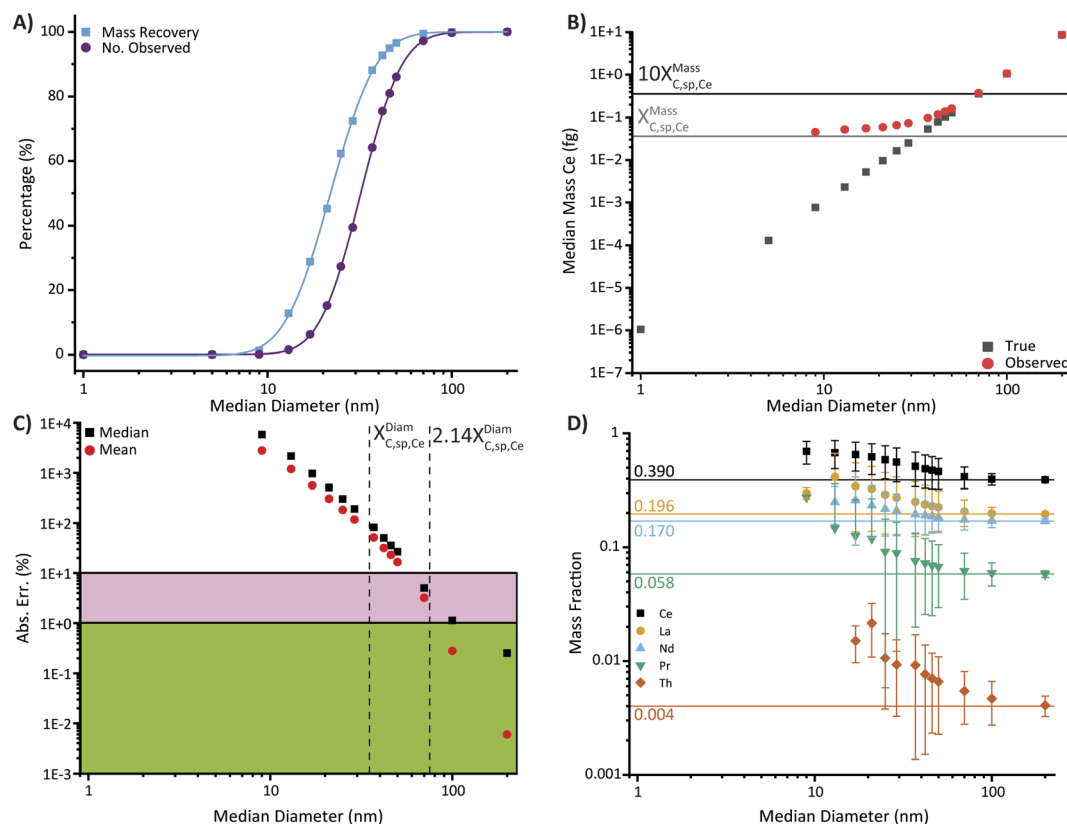 A)
Mass Recovery
No. Observed
100
80
60
40
20
0
Percentage (%)
1
10
100
Median Diameter (nm)
B)
1E+1
1E+0
1E-1
1E-2
1E-3
1E-4
1E-5
1E-6
1E-7
Median Mass Ce (fg)
10X^Mass_C,sp,Ce
X^Mass_C,sp,Ce
True
Observed
1
10
100
Median Diameter (nm)
C)
1E+4
1E+3
1E+2
1E+1
1E+0
1E-1
1E-2
1E-3
Abs. Err. (%)
Median
Mean
X^Diam_C,sp,Ce
2.14X^Diam_C,sp,Ce
1
10
100
Median Diameter (nm)
D)
1
0.1
0.01
0.001
Mass Fraction
0.390
0.196
0.170
0.058
Ce
La
Nd
Pr
Th
0.004
1
10
100
Median Diameter (nm)